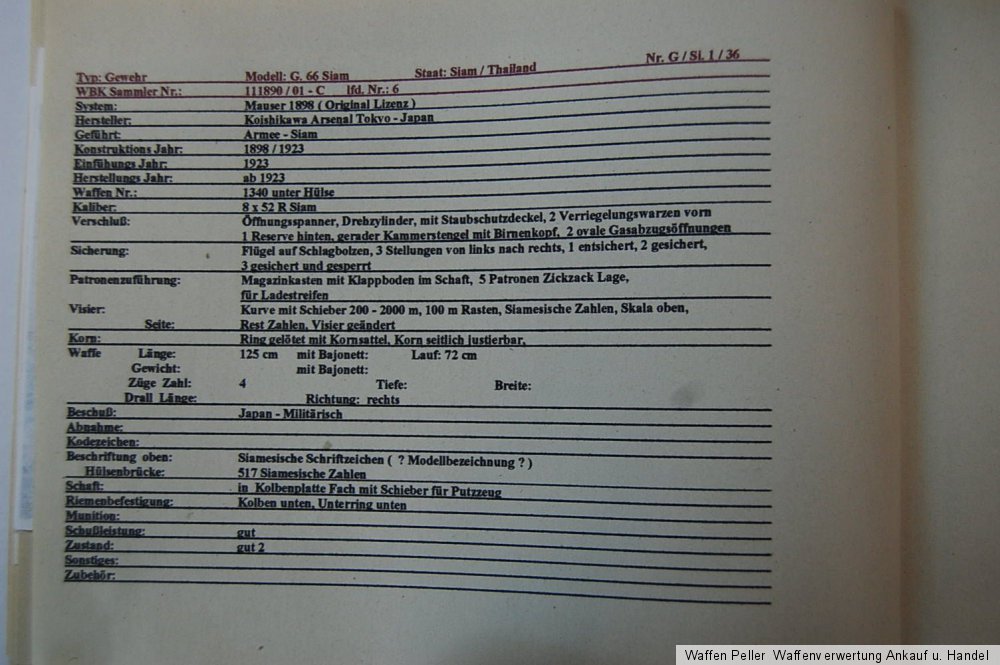 Nr. G / Si. 1 / 36
Typ: Gewehr Modell: G. 66 Siam Staat: Siam / Thailand
WBK Sammler Nr.: 111890 / 01 - C lfd. Nr.: 6
System: Mauser 1898 ( Original Lizenz )
Hersteller: Koishikawa Arsenal Tokyo - Japan
Geführt: Armee - Siam
Konstruktions Jahr: 1898 / 1923
Einfühungs Jahr: 1923
Herstellungs Jahr: ab 1923
Waffen Nr.: 1340 unter Hülse
Kaliber: 8 x 52 R Siam
Verschluß: Öffnungsspanner, Drehzylinder, mit Staubschutzdeckel, 2 Verriegelungswarzen vorn
1 Reserve hinten, gerader Kammerstengel mit Birnenkopf, 2 ovale Gasabzugsöffnungen
Sicherung: Flügel auf Schlagbolzen, 3 Stellungen von links nach rechts, 1 entsichert, 2 gesichert,
3 gesichert und gesperrt
Patronenzuführung: Magazinkasten mit Klappboden im Schaft, 5 Patronen Zickzack Lage,
für Ladestreifen
Visier: Kurve mit Schieber 200 - 2000 m, 100 m Rasten, Siamesische Zahlen, Skala oben,
Seite: Rest Zahlen, Visier geändert
Korn: Ring gelötet mit Kornsattel, Korn seitlich justierbar,
Waffe Länge: 125 cm mit Bajonett: Lauf: 72 cm
Gewicht: mit Bajonett:
Züge Zahl: 4 Tiefe: Breite:
Drall Länge: Richtung: rechts
Beschuß: Japan - Militärisch
Abnahme:
Kodezeichen:
Beschriftung oben: Siamesische Schriftzeichen ( ? Modellbezeichnung ? )
Hülsenbrücke: 517 Siamesische Zahlen
Schaft: in Kolbenplatte Fach mit Schieber für Putzzeug
Riemenbefestigung: Kolben unten, Unterring unten
Munition:
Schußleistung: gut
Zustand: gut 2
Sonstiges:
Zubehör:
Waffen Peller Waffenverwertung Ankauf u. Handel